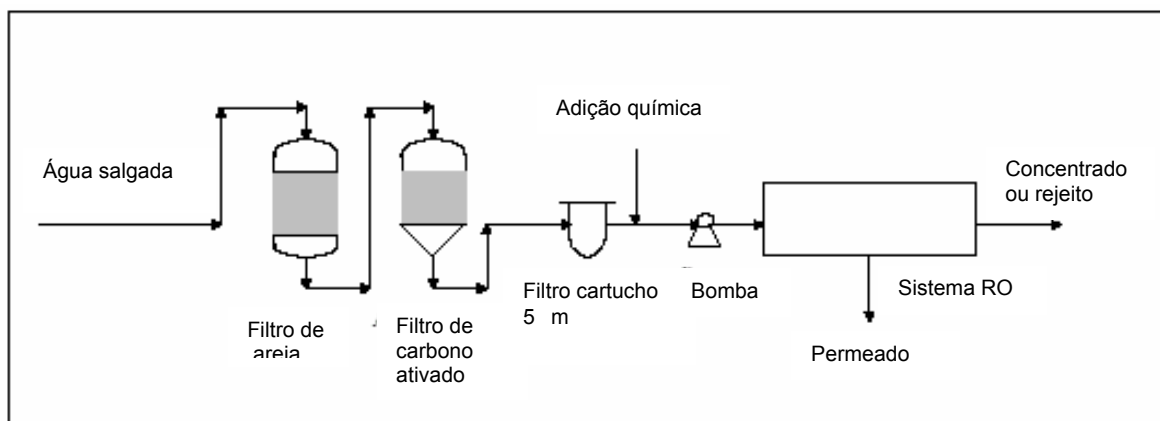 Água salgada
Adição química
Concentrado
ou rejeito
Filtro de
areia
Filtro de
carbono
ativado
Filtro cartucho
5 m
Bomba
Sistema RO
Permeado